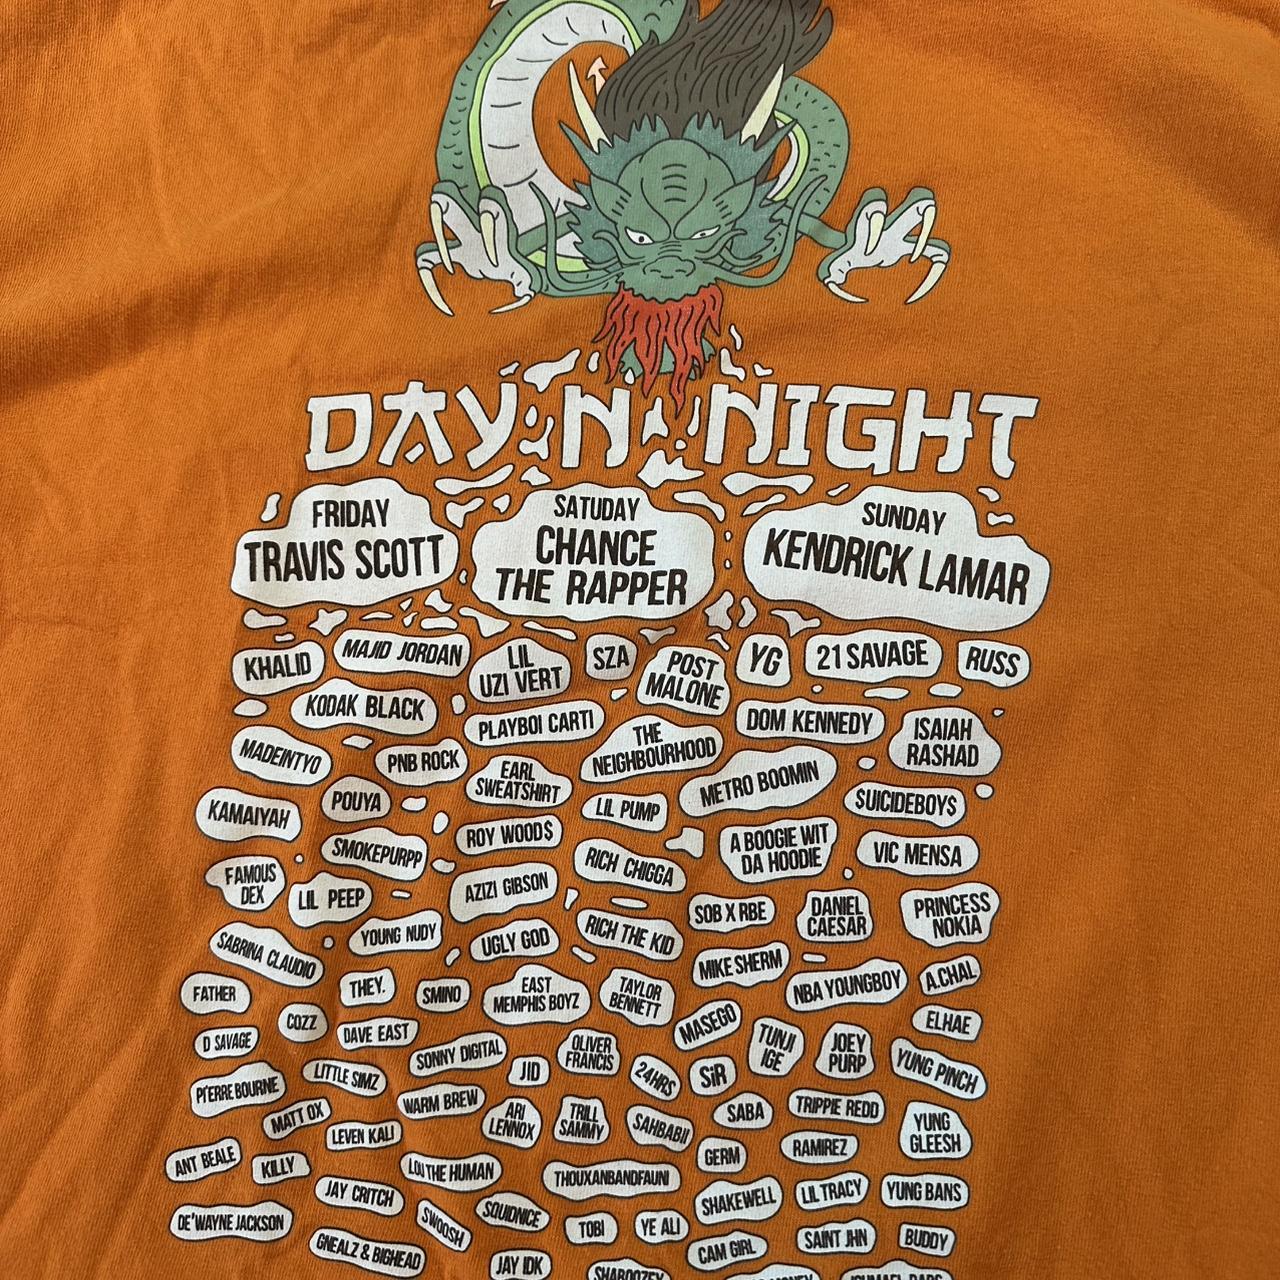 DAY N NIGHT
FRIDAY
TRAVIS SCOTT
SATUDAY
CHANCE
THE RAPPER
SUNDAY
KENDRICK LAMAR
KHALID
MAJID JORDAN
LIL
UZI VERT
SZA
POST
MALONE
YG
21 SAVAGE
RUSS
KODAK BLACK
PLAYBOI CARTI
THE
NEIGHBOURHOOD
DOM KENNEDY
ISAIAH
RASHAD
MADEINTYO
PNB ROCK
EARL
SWEATSHIRT
METRO BOOMIN
KAMAIYAH
POUYA
LIL PUMP
$UICIDEBOY$
SMOKEPURPP
ROY WOOD$
RICH CHIGGA
A BOOGIE WIT
DA HOODIE
VIC MENSA
FAMOUS
DEX
LIL PEEP
AZIZI GIBSON
SOB X RBE
DANIEL
CAESAR
PRINCESS
NOKIA
SABRINA CLAUDIO
YOUNG NUDY
UGLY GOD
RICH THE KID
MIKE SHERM
NBA YOUNGBOY
A.CHAL
FATHER
THEY.
SMINO
EAST
MEMPHIS BOYZ
TAYLOR
BENNETT
MASEGO
ELHAE
D SAVAGE
COZZ
DAVE EAST
SONNY DIGITAL
OLIVER
FRANCIS
TUNJI
IGE
JOEY
PURP
YUNG PINCH
PI'ERRE BOURNE
LITTLE SIMZ
JID
24HRS
SiR
MATT OX
WARM BREW
ARI
LENNOX
TRILL
SAMMY
SAHBABII
SABA
TRIPPIE REDD
YUNG
GLEESH
ANT BEALE
KILLY
LEVEN KALI
LOU THE HUMAN
THOUXANBANDFAUNI
GERM
RAMIREZ
JAY CRITCH
SHAKEWELL
LIL TRACY
YUNG BANS
DE'WAYNE JACKSON
SWOOSH
SQUIDNICE
TOBI
YE ALI
CAM GIRL
SAINT JHN
BUDDY
GNEALZ & BIGHEAD
JAY IDK
SHABOOZEY